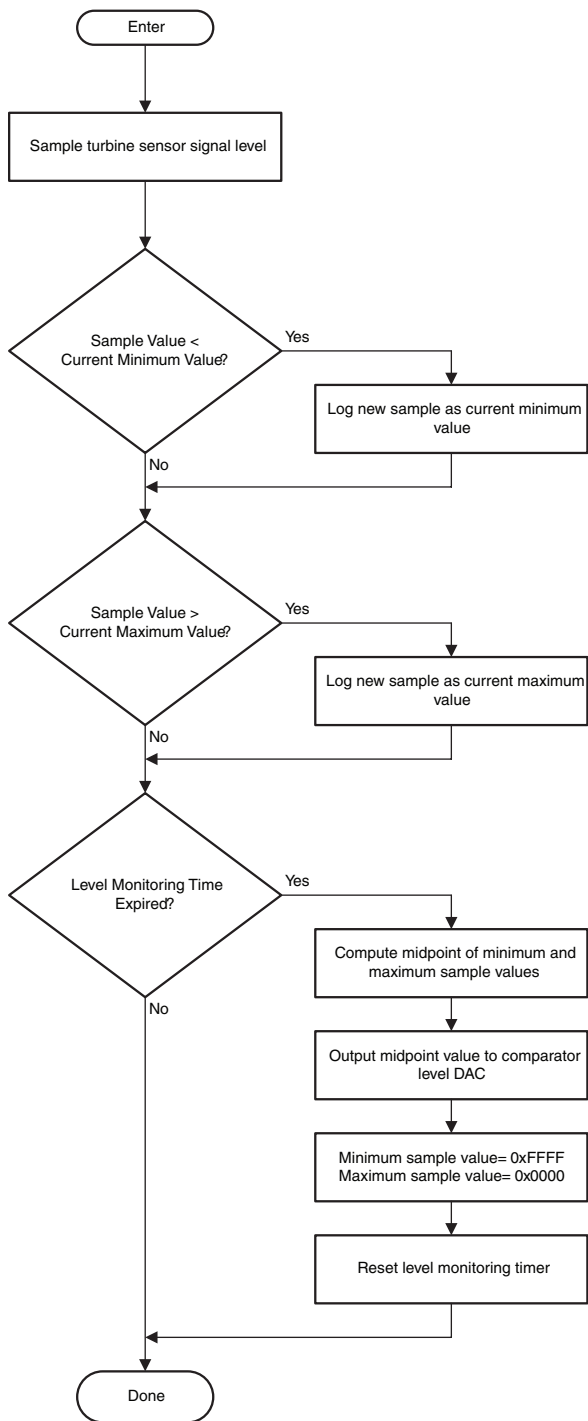 Enter
Sample turbine sensor signal level
Sample Value <
Current Minimum Value?
Yes
Log new sample as current minimum
value
No
Sample Value >
Current Maximum Value?
Yes
Log new sample as current maximum
value
No
Level Monitoring Time
Expired?
Yes
Compute midpoint of minimum and
maximum sample values
No
Output midpoint value to comparator
level DAC
Minimum sample value= 0xFFFF
Maximum sample value= 0x0000
Reset level monitoring timer
Done